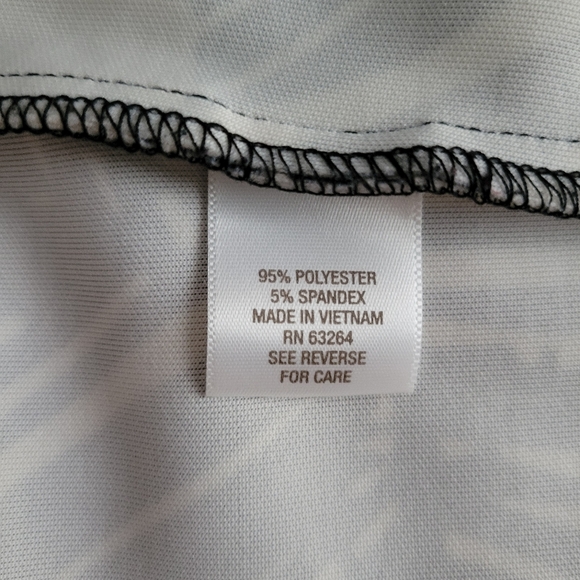 95% POLYESTER
5% SPANDEX
MADE IN VIETNAM
RN 63264
SEE REVERSE
FOR CARE